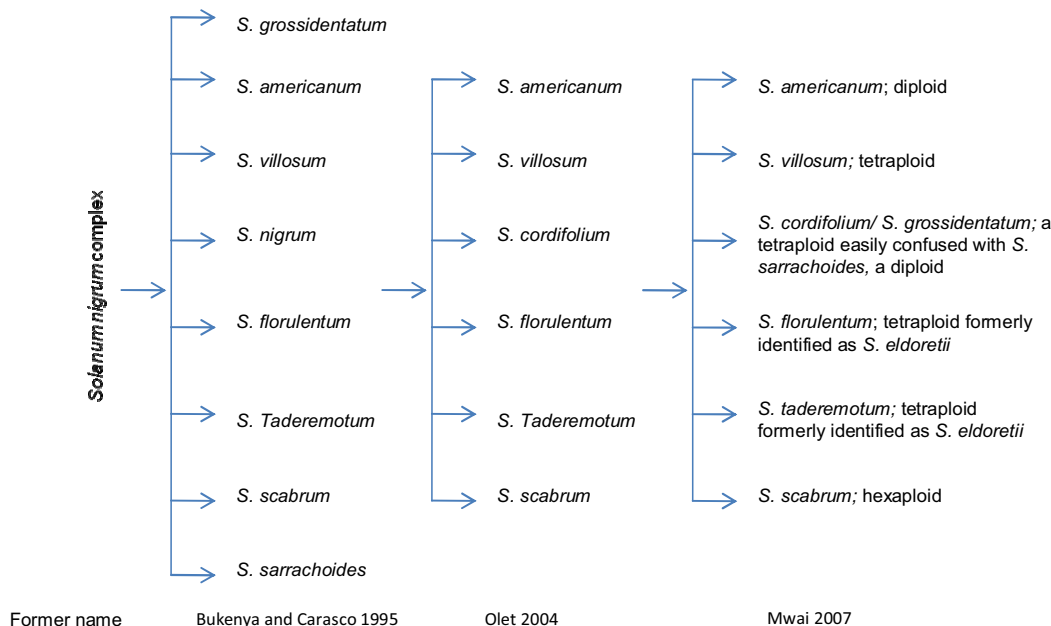 Solanum nigrum complex
S. grossidentatum
S. americanum
S. villosum
S. nigrum
S. florulentum
S. Taderemotum
S. scabrum
S. sarrachoides
S. americanum
S. villosum
S. cordifolium
S. florulentum
S. Taderemotum
S. scabrum
S. americanum; diploid
S. villosum; tetraploid
S. cordifolium/ S. grossidentatum; a
tetraploid easily confused with S.
sarrachoides, a diploid
S. florulentum; tetraploid formerly
identified as S. eldoretii
S. taderemotum; tetraploid
formerly identified as S. eldoretii
S. scabrum; hexaploid
Former name
Bukenya and Carasco 1995
Olet 2004
Mwai 2007